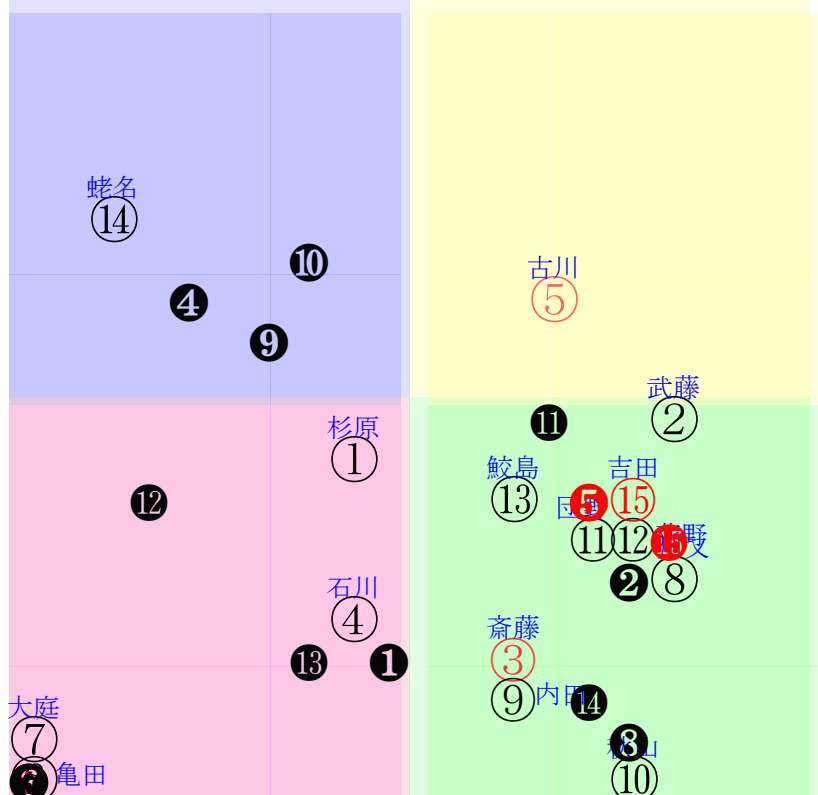 蛯名
⑭
❿
❹
❾
古川
⑤
武藤
②
⓫
杉原
①
鮫島
⑬
吉田
⑮
❺
⓬
⑪
⑫
⓯
❷
⑧
石川
④
斎藤
③
⓭
❶
⑨
内田
⓮
大庭
⑦
❽
亀田
⑩